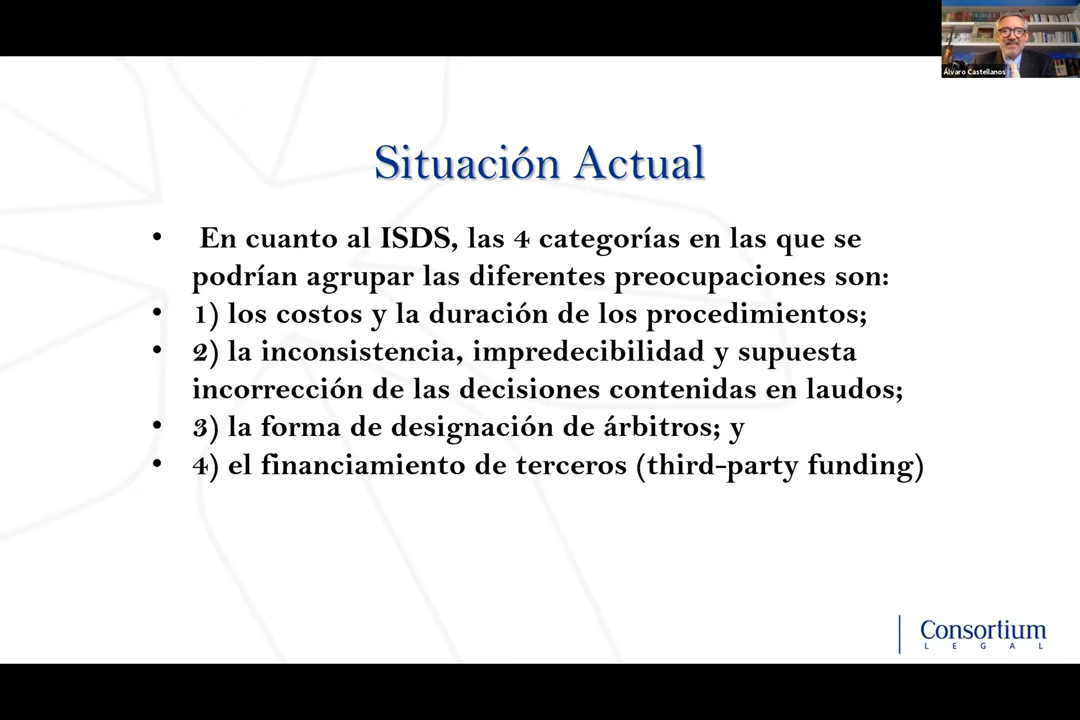 Álvaro Castellanos
Situación Actual
• En cuanto al ISDS, las 4 categorías en las que se
podrían agrupar las diferentes preocupaciones son:
• 1) los costos y la duración de los procedimientos;
• 2) la inconsistencia, impredecibilidad y supuesta
incorrección de las decisiones contenidas en laudos;
• 3) la forma de designación de árbitros; y
• 4) el financiamiento de terceros (third-party funding)
Consortium
LEGAL